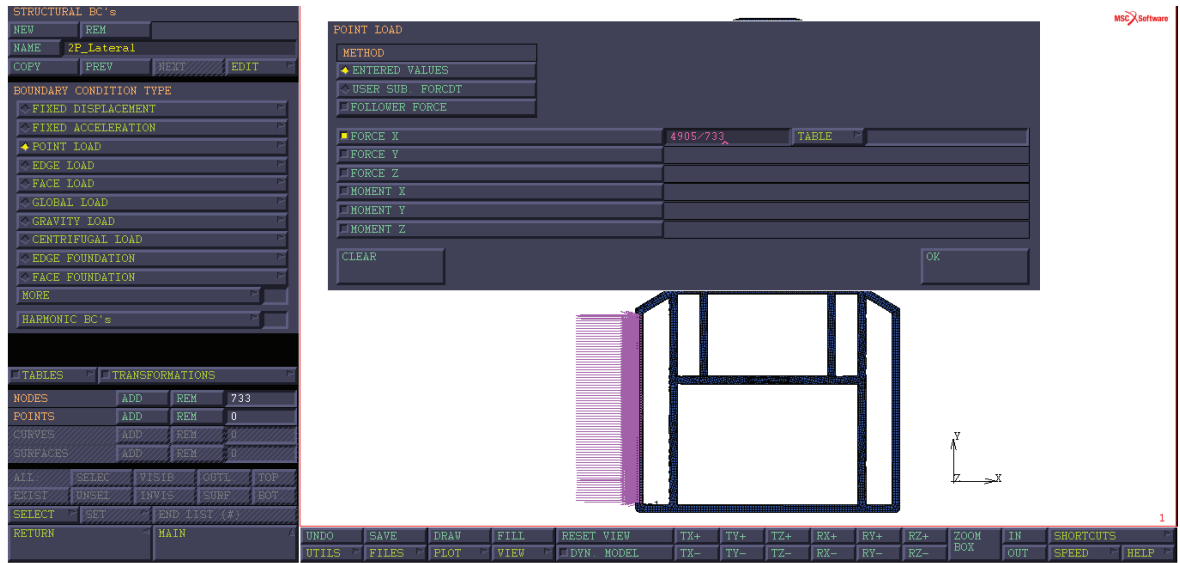 STRUCTURAL BC's
NEW REM
NAME 2P_Lateral
COPY PREV NEXT EDIT
BOUNDARY CONDITION TYPE
FIXED DISPLACEMENT
FIXED ACCELERATION
POINT LOAD
EDGE LOAD
FACE LOAD
GLOBAL LOAD
GRAVITY LOAD
CENTRIFUGAL LOAD
EDGE FOUNDATION
FACE FOUNDATION
MORE
HARMONIC BC's
TABLES TRANSFORMATIONS
NODES ADD REM 733
POINTS ADD REM 0
CURVES ADD REM 0
SURFACES ADD REM 0
ALL: SELEC VISIB OUTL TOP
EXIST UNSEL INVIS SURF BOT
SELECT SET END LIST (#)
RETURN MAIN
POINT LOAD
METHOD
ENTERED VALUES
USER SUB. FORCDT
FOLLOWER FORCE
FORCE X 4905/733 TABLE
FORCE Y
FORCE Z
MOMENT X
MOMENT Y
MOMENT Z
CLEAR OK
MSC Software
Y
Z X
1
UNDO SAVE DRAW FILL RESET VIEW TX+ TY+ TZ+ RX+ RY+ RZ+ ZOOM BOX IN SHORTCUTS
UTILS FILES PLOT VIEW DYN. MODEL TX- TY- TZ- RX- RY- RZ- OUT SPEED HELP